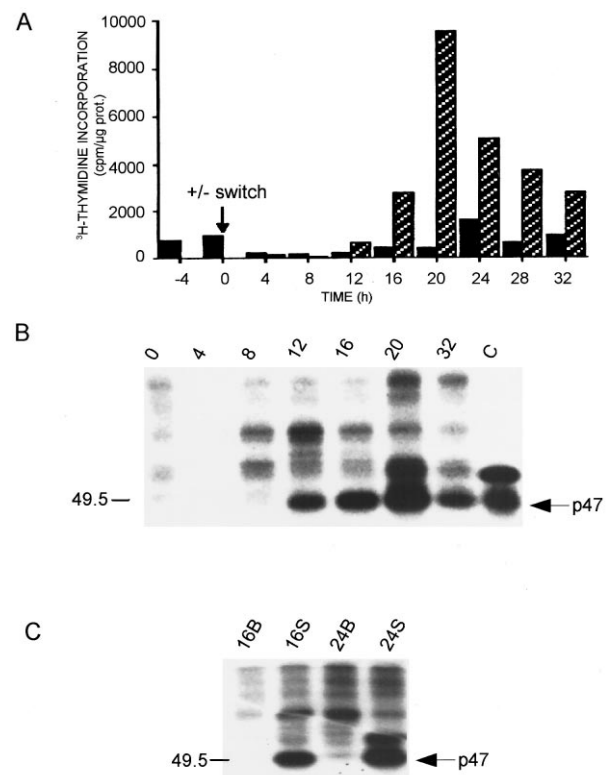 A
³H-THYMIDINE INCORPORATION
(cpm/µg prot.)
10000
8000
6000
4000
2000
0
+/- switch
-4 0 4 8 12 16 20 24 28 32
TIME (h)
B
0 4 8 12 16 20 32 C
49.5
p47
C
16B 16S 24B 24S
49.5
p47